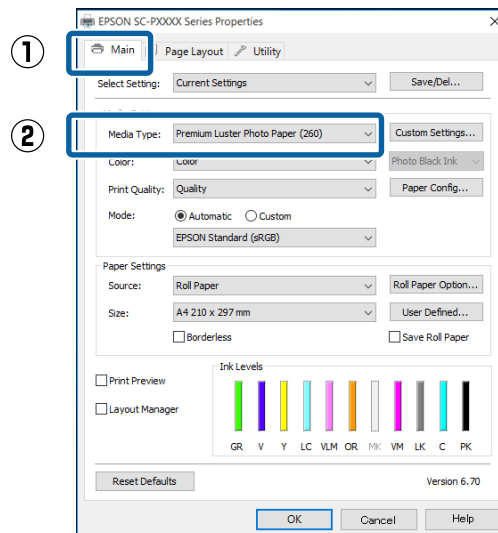 EPSON SC-PXXXX Series Properties
① Main Page Layout Utility
Select Setting: Current Settings Save/Del...
② Media Type: Premium Luster Photo Paper (260) Custom Settings...
Color: Color Photo Black Ink
Print Quality: Quality Paper Config...
Mode: Automatic Custom
EPSON Standard (sRGB)
Paper Settings
Source: Roll Paper Roll Paper Option...
Size: A4 210 x 297 mm User Defined...
Borderless Save Roll Paper
Print Preview
Layout Manager
Ink Levels
GR V Y LC VLM OR MK VM LK C PK
Reset Defaults Version 6.70
OK Cancel Help